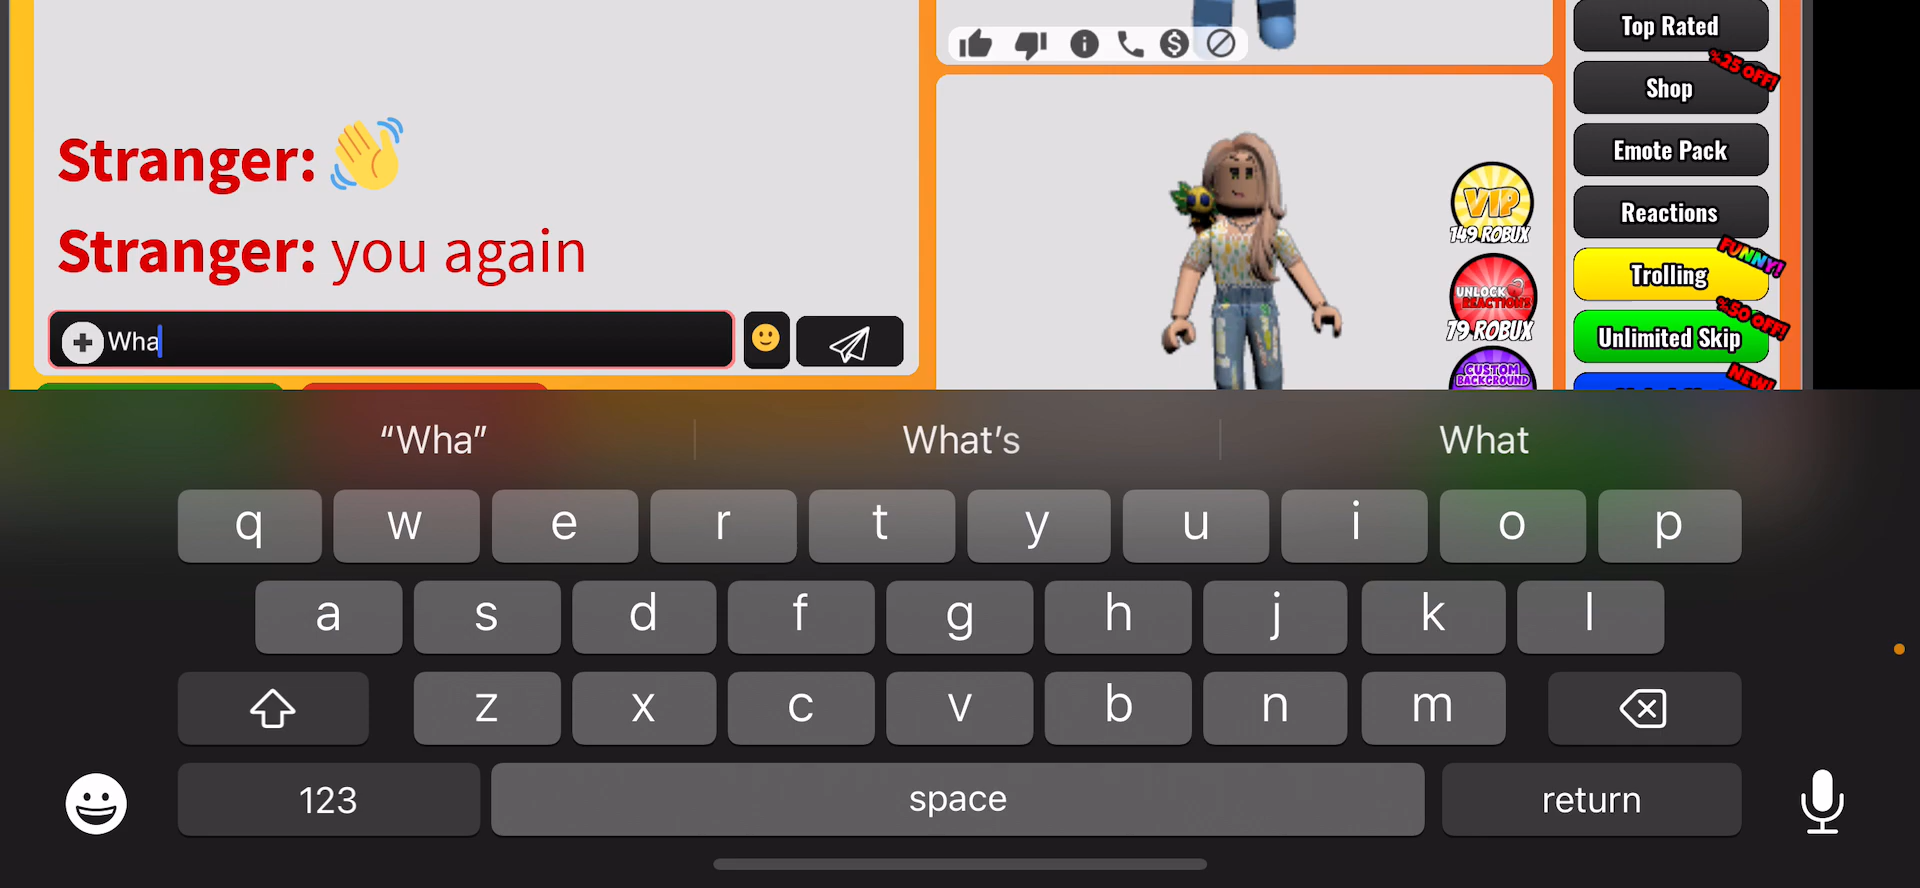 Top Rated
%25 OFF!
Shop
Emote Pack
Stranger: 👋
Reactions
VIP
149 ROBUX
Stranger: you again
FUNNY!
Trolling
UNLOCK
REACTIONS
79 ROBUX
%50 OFF!
Unlimited Skip
Wha
CUSTOM
BACKGROUND
NEW!
“Wha” What's What
q w e r t y u i o p
a s d f g h j k l
z x c v b n m
123 space return